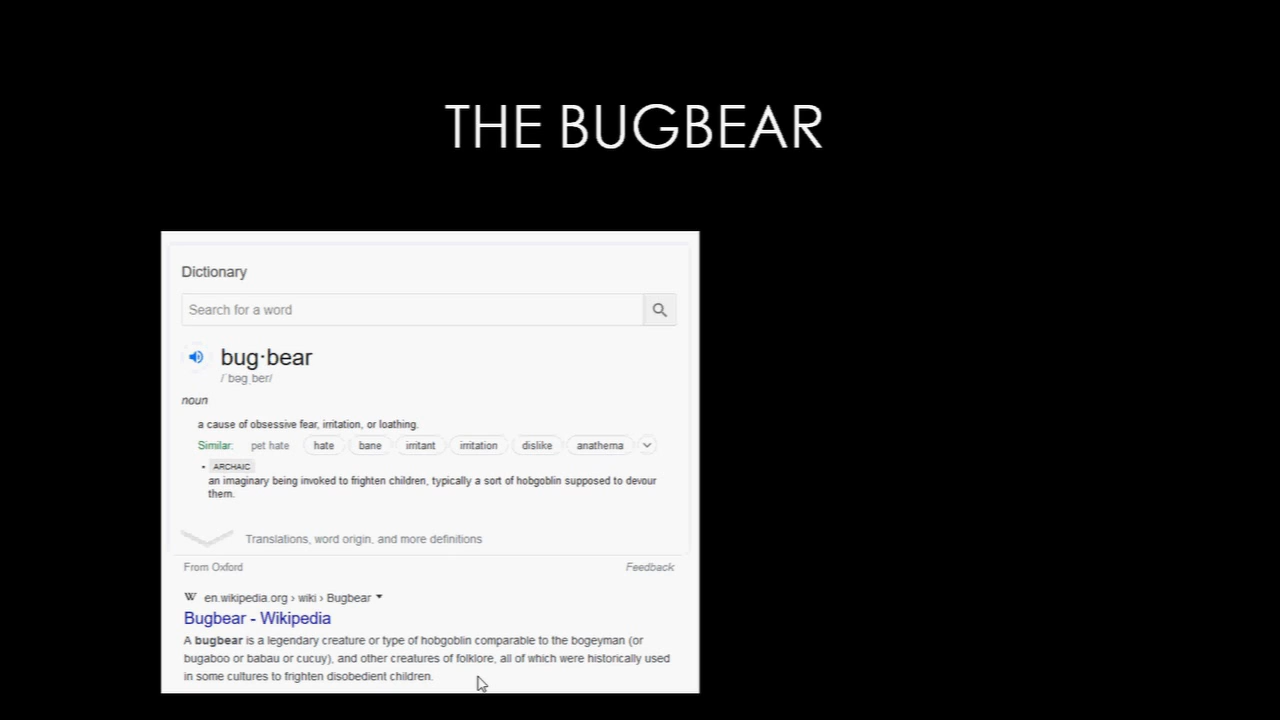 THE BUGBEAR
Dictionary
Search for a word
bug·bear
/ˈbəɡˌber/
noun
a cause of obsessive fear, irritation, or loathing.
Similar: pet hate hate bane irritant irritation dislike anathema
• ARCHAIC
an imaginary being invoked to frighten children, typically a sort of hobgoblin supposed to devour
them.
Translations, word origin, and more definitions
From Oxford Feedback
W en.wikipedia.org › wiki › Bugbear
Bugbear - Wikipedia
A bugbear is a legendary creature or type of hobgoblin comparable to the bogeyman (or
bugaboo or babau or cucuy), and other creatures of folklore, all of which were historically used
in some cultures to frighten disobedient children.